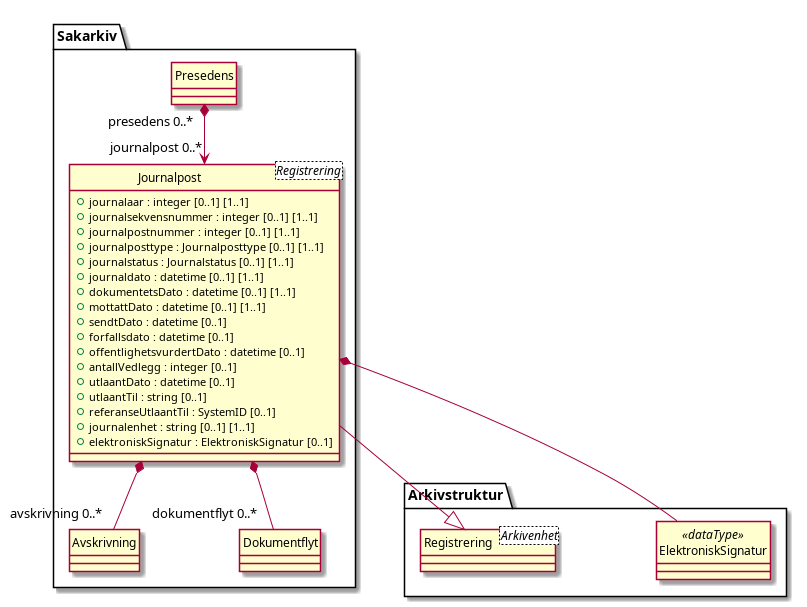 Sakarkiv
Presedens
presedens 0..*
journalpost 0..*
Journalpost
Registrering
journalaar : integer [0..1] [1..1]
journalsekvensnummer : integer [0..1] [1..1]
journalpostnummer : integer [0..1] [1..1]
journalposttype : Journalposttype [0..1] [1..1]
journalstatus : Journalstatus [0..1] [1..1]
journaldato : datetime [0..1] [1..1]
dokumentetsDato : datetime [0..1] [1..1]
mottattDato : datetime [0..1] [1..1]
sendtDato : datetime [0..1]
forfallsdato : datetime [0..1]
offentlighetsvurdertDato : datetime [0..1]
antallVedlegg : integer [0..1]
utlaantDato : datetime [0..1]
utlaantTil : string [0..1]
referanseUtlaantTil : SystemID [0..1]
journalenhet : string [0..1] [1..1]
elektroniskSignatur : ElektroniskSignatur [0..1]
avskrivning 0..*
dokumentflyt 0..*
Avskrivning
Dokumentflyt
Arkivstruktur
Registrering
Arkivenhet
«dataType»
ElektroniskSignatur